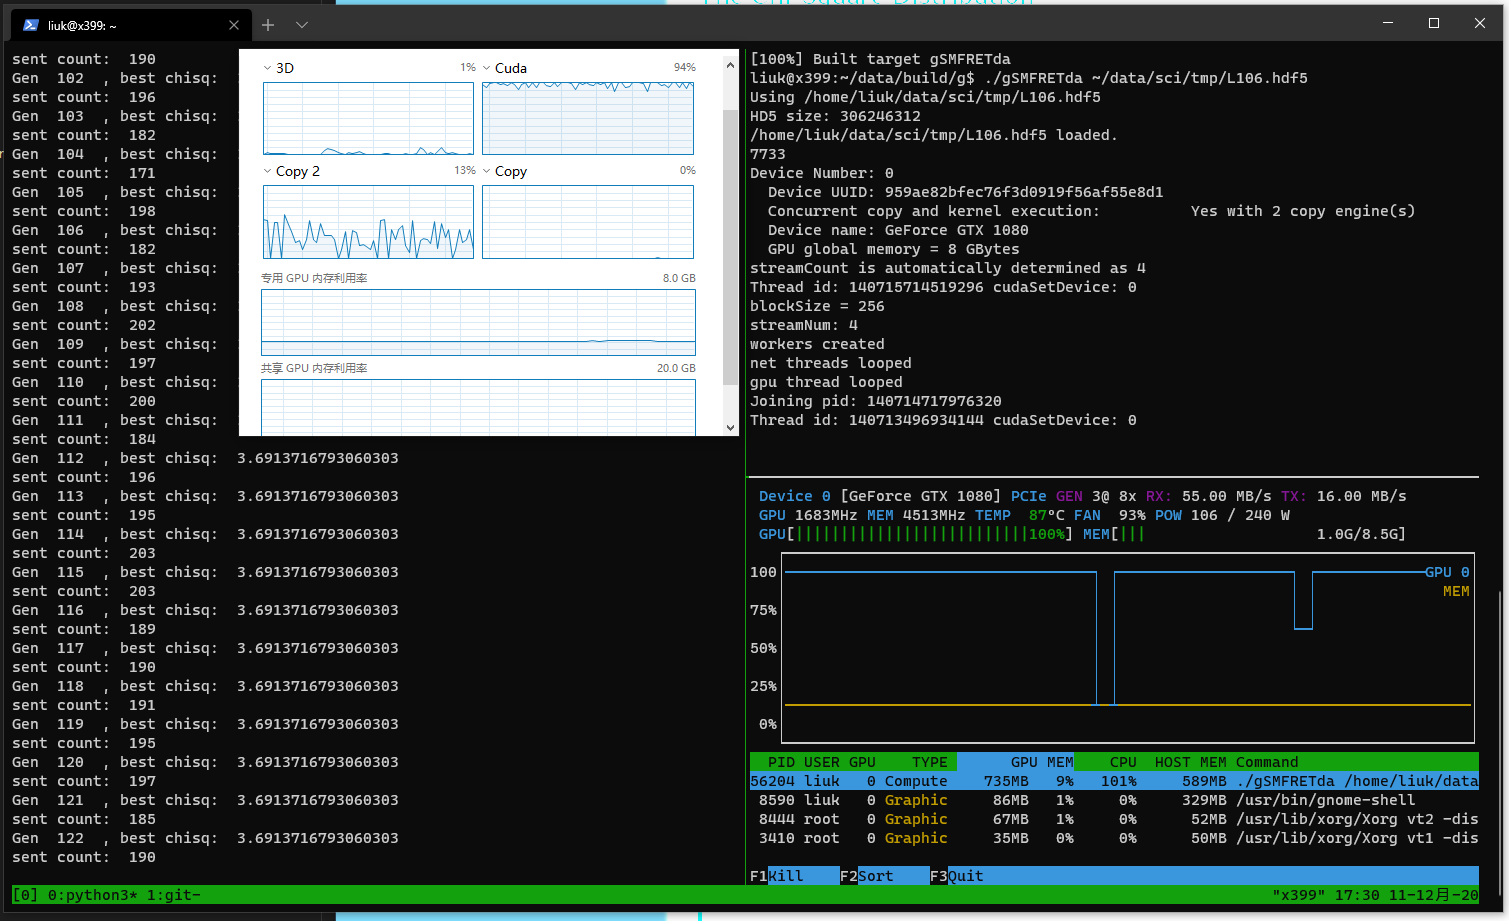 The Chi-Square Distribution
liuk@x399: ~
sent count:  190
Gen  102  , best chisq:
sent count:  196
Gen  103  , best chisq:
sent count:  182
Gen  104  , best chisq:
sent count:  171
Gen  105  , best chisq:
sent count:  198
Gen  106  , best chisq:
sent count:  182
Gen  107  , best chisq:
sent count:  193
Gen  108  , best chisq:
sent count:  202
Gen  109  , best chisq:
sent count:  197
Gen  110  , best chisq:
sent count:  200
Gen  111  , best chisq:
sent count:  184
Gen  112  , best chisq:  3.6913716793060303
sent count:  196
Gen  113  , best chisq:  3.6913716793060303
sent count:  195
Gen  114  , best chisq:  3.6913716793060303
sent count:  203
Gen  115  , best chisq:  3.6913716793060303
sent count:  203
Gen  116  , best chisq:  3.6913716793060303
sent count:  189
Gen  117  , best chisq:  3.6913716793060303
sent count:  190
Gen  118  , best chisq:  3.6913716793060303
sent count:  191
Gen  119  , best chisq:  3.6913716793060303
sent count:  195
Gen  120  , best chisq:  3.6913716793060303
sent count:  197
Gen  121  , best chisq:  3.6913716793060303
sent count:  185
Gen  122  , best chisq:  3.6913716793060303
sent count:  190
3D 1% Cuda 94%
Copy 2 13% Copy 0%
专用 GPU 内存利用率 8.0 GB
共享 GPU 内存利用率 20.0 GB
[100%] Built target gSMFRETda
liuk@x399:~/data/build/g$ ./gSMFRETda ~/data/sci/tmp/L106.hdf5
Using /home/liuk/data/sci/tmp/L106.hdf5
HD5 size: 306246312
/home/liuk/data/sci/tmp/L106.hdf5 loaded.
7733
Device Number: 0
Device UUID: 959ae82bfec76f3d0919f56af55e8d1
Concurrent copy and kernel execution: Yes with 2 copy engine(s)
Device name: GeForce GTX 1080
GPU global memory = 8 GBytes
streamCount is automatically determined as 4
Thread id: 140715714519296 cudaSetDevice: 0
blockSize = 256
streamNum: 4
workers created
net threads looped
gpu thread looped
Joining pid: 140714717976320
Thread id: 140713496934144 cudaSetDevice: 0
Device 0 [GeForce GTX 1080] PCIe GEN 3@ 8x RX: 55.00 MB/s TX: 16.00 MB/s
GPU 1683MHz MEM 4513MHz TEMP  87°C FAN  93% POW 106 / 240 W
GPU[||||||||||||||||||||||||||100%] MEM[||| 1.0G/8.5G]
100 GPU 0
MEM
75%
50%
25%
0%
PID USER GPU TYPE GPU MEM CPU HOST MEM Command
56204 liuk 0 Compute 735MB 9% 101% 589MB ./gSMFRETda /home/liuk/data
8590 liuk 0 Graphic 86MB 1% 0% 329MB /usr/bin/gnome-shell
8444 root 0 Graphic 67MB 1% 0% 52MB /usr/lib/xorg/Xorg vt2 -dis
3410 root 0 Graphic 35MB 0% 0% 50MB /usr/lib/xorg/Xorg vt1 -dis
F1Kill F2Sort F3Quit
[0] 0:python3* 1:git- "x399" 17:30 11-12月-20